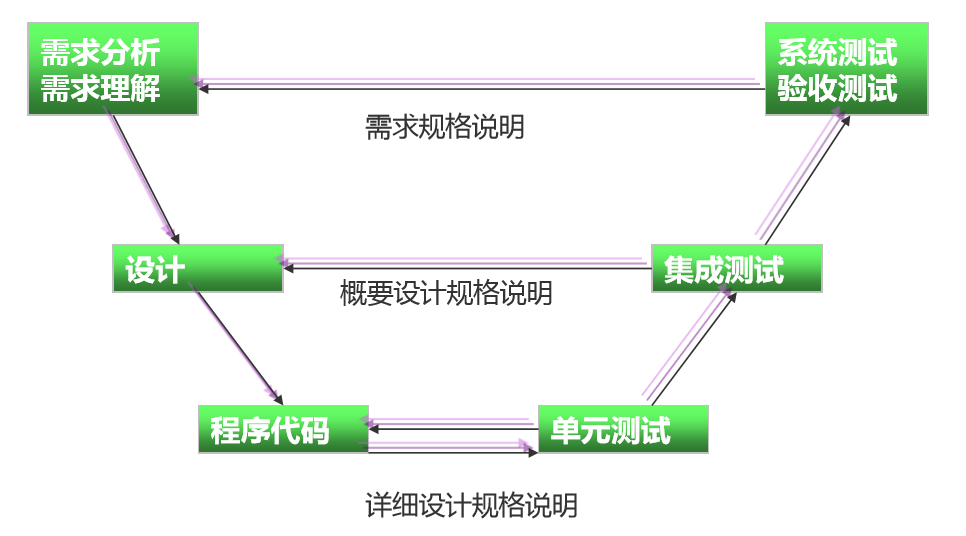 需求分析
需求理解
系统测试
验收测试
需求规格说明
设计
集成测试
概要设计规格说明
程序代码
单元测试
详细设计规格说明